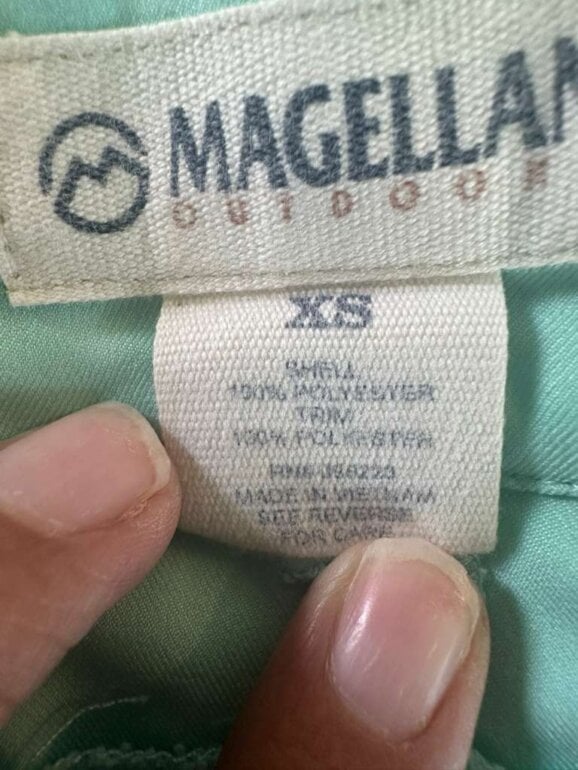 MAGELLAN
OUTDOOR
XS
SHELL
100% POLYESTER
TRIM
100% POLYESTER
MADE IN VIETNAM
SEE REVERSE
FOR CARE